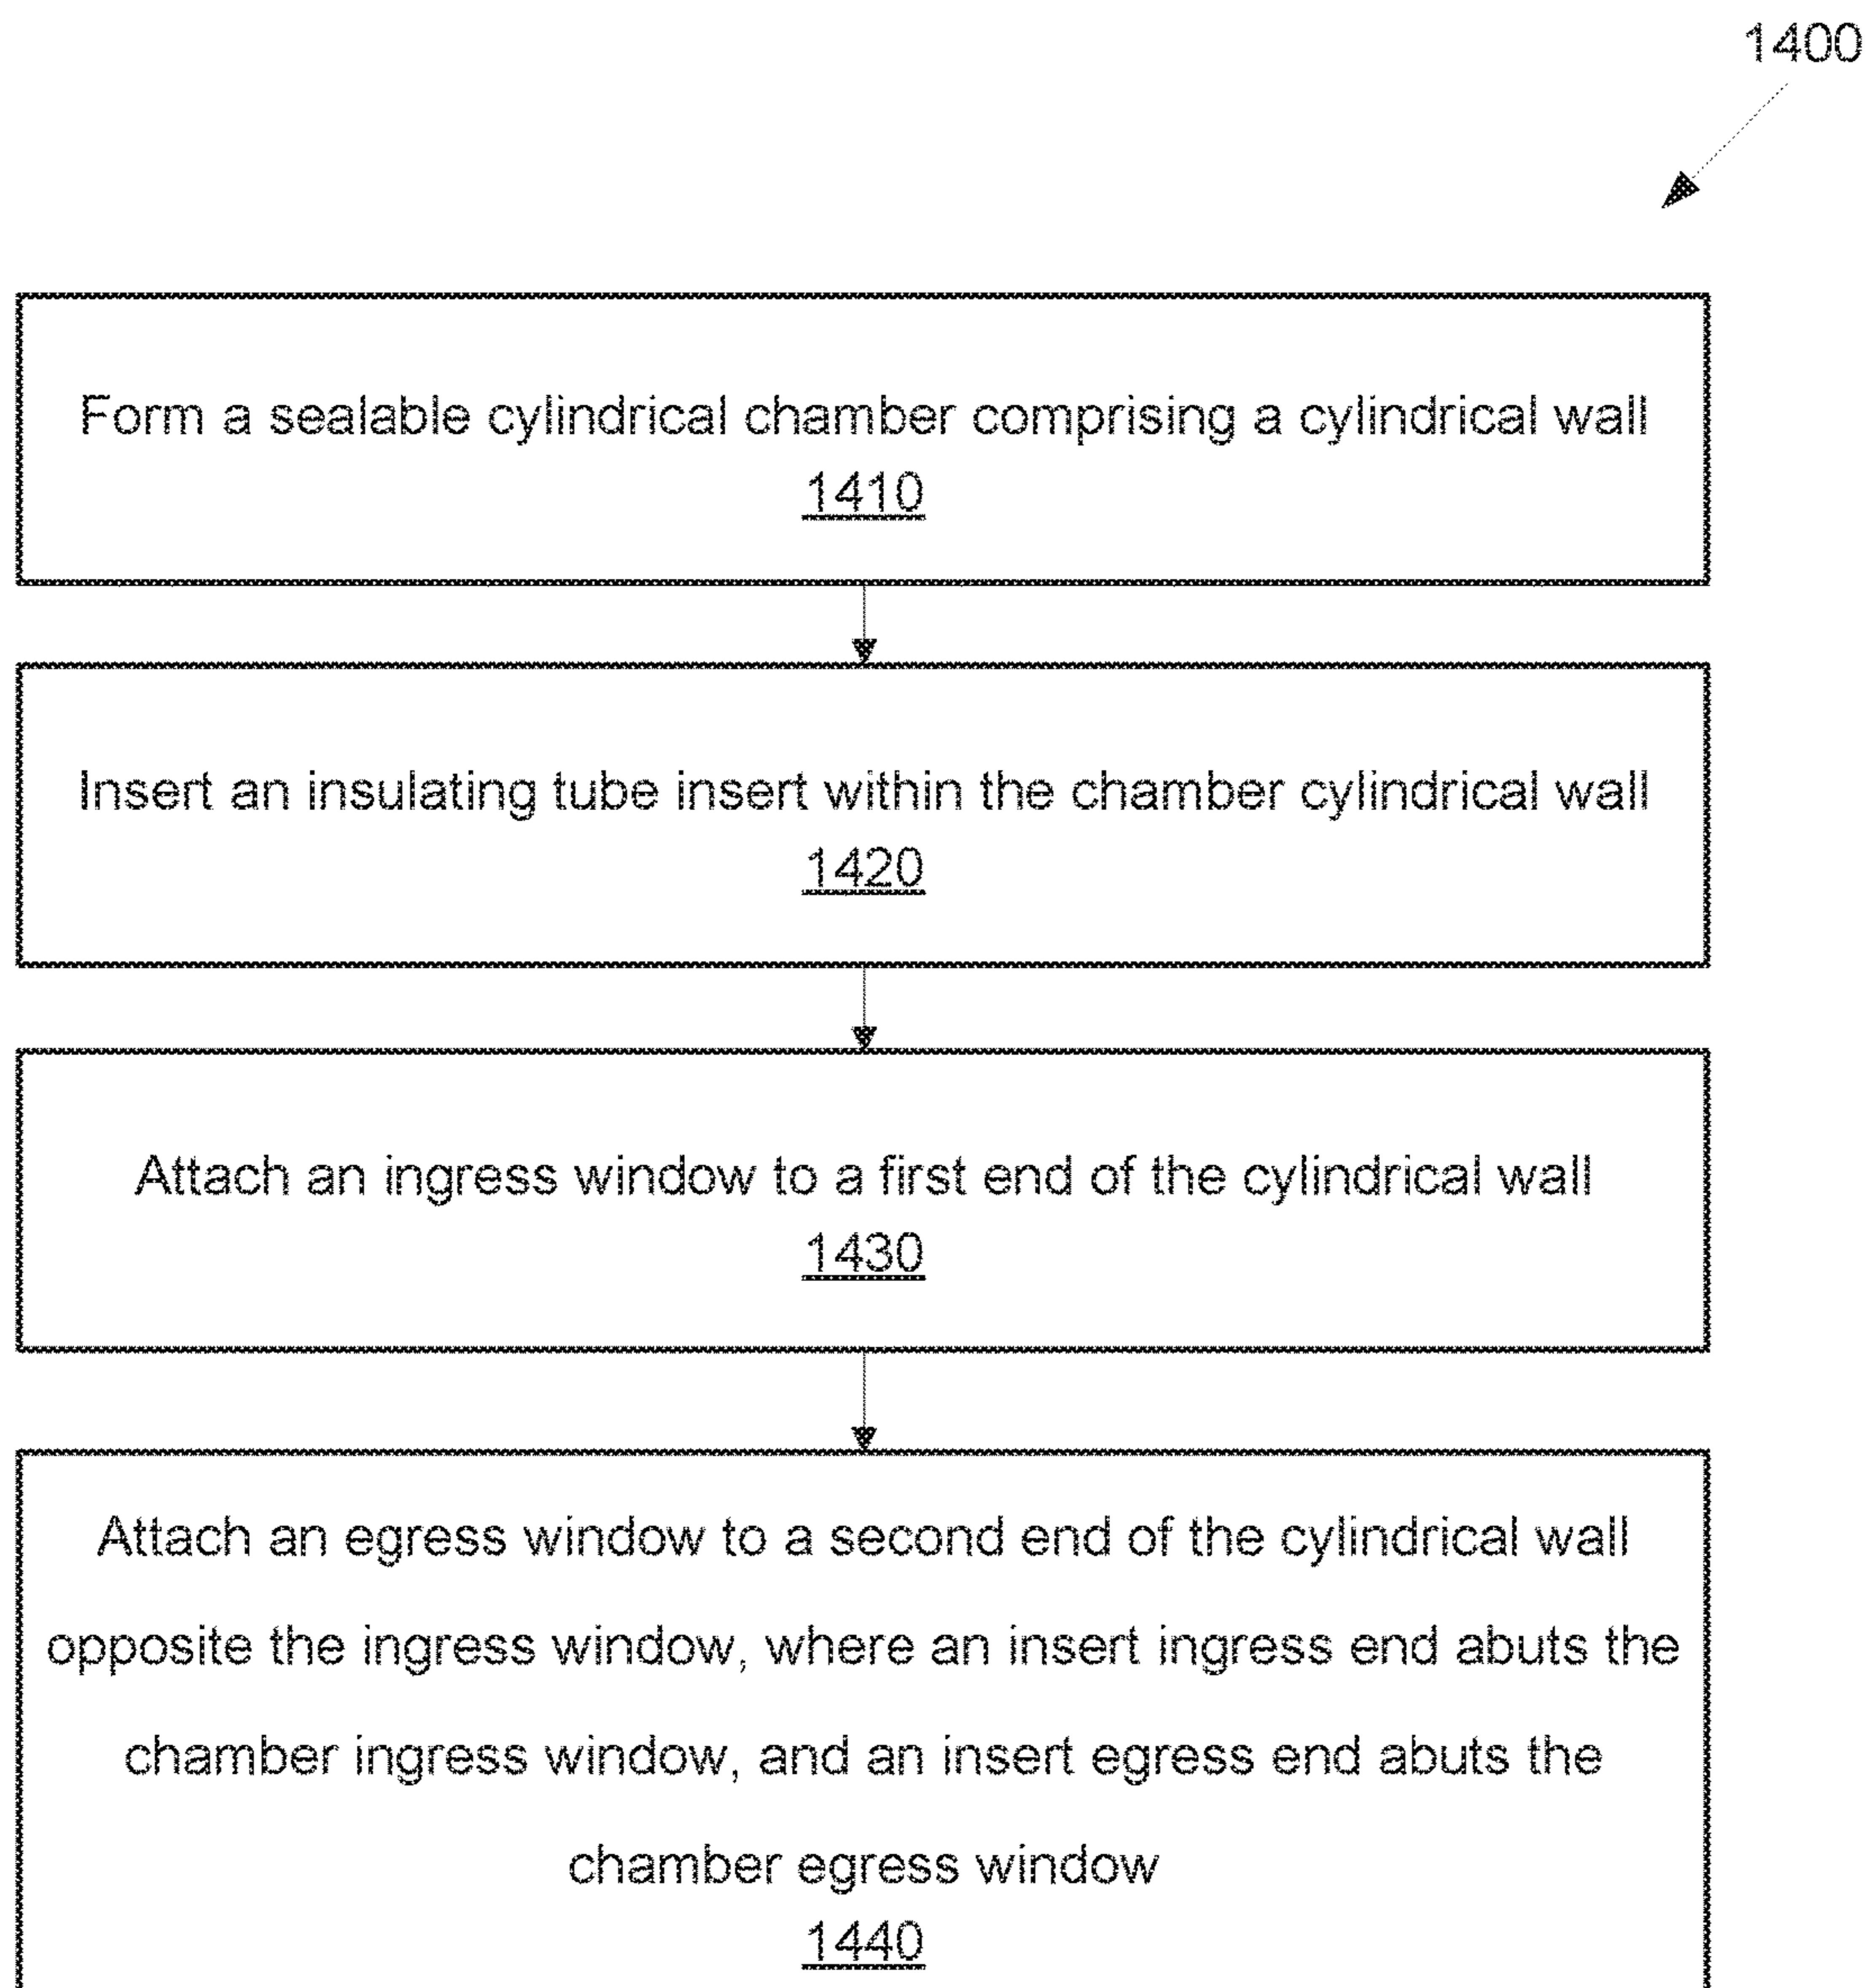 1400
Form a sealable cylindrical chamber comprising a cylindrical wall
1410
Insert an insulating tube insert within the chamber cylindrical wall
1420
Attach an ingress window to a first end of the cylindrical wall
1430
Attach an egress window to a second end of the cylindrical wall
opposite the ingress window, where an insert ingress end abuts the
chamber ingress window, and an insert egress end abuts the
chamber egress window
1440